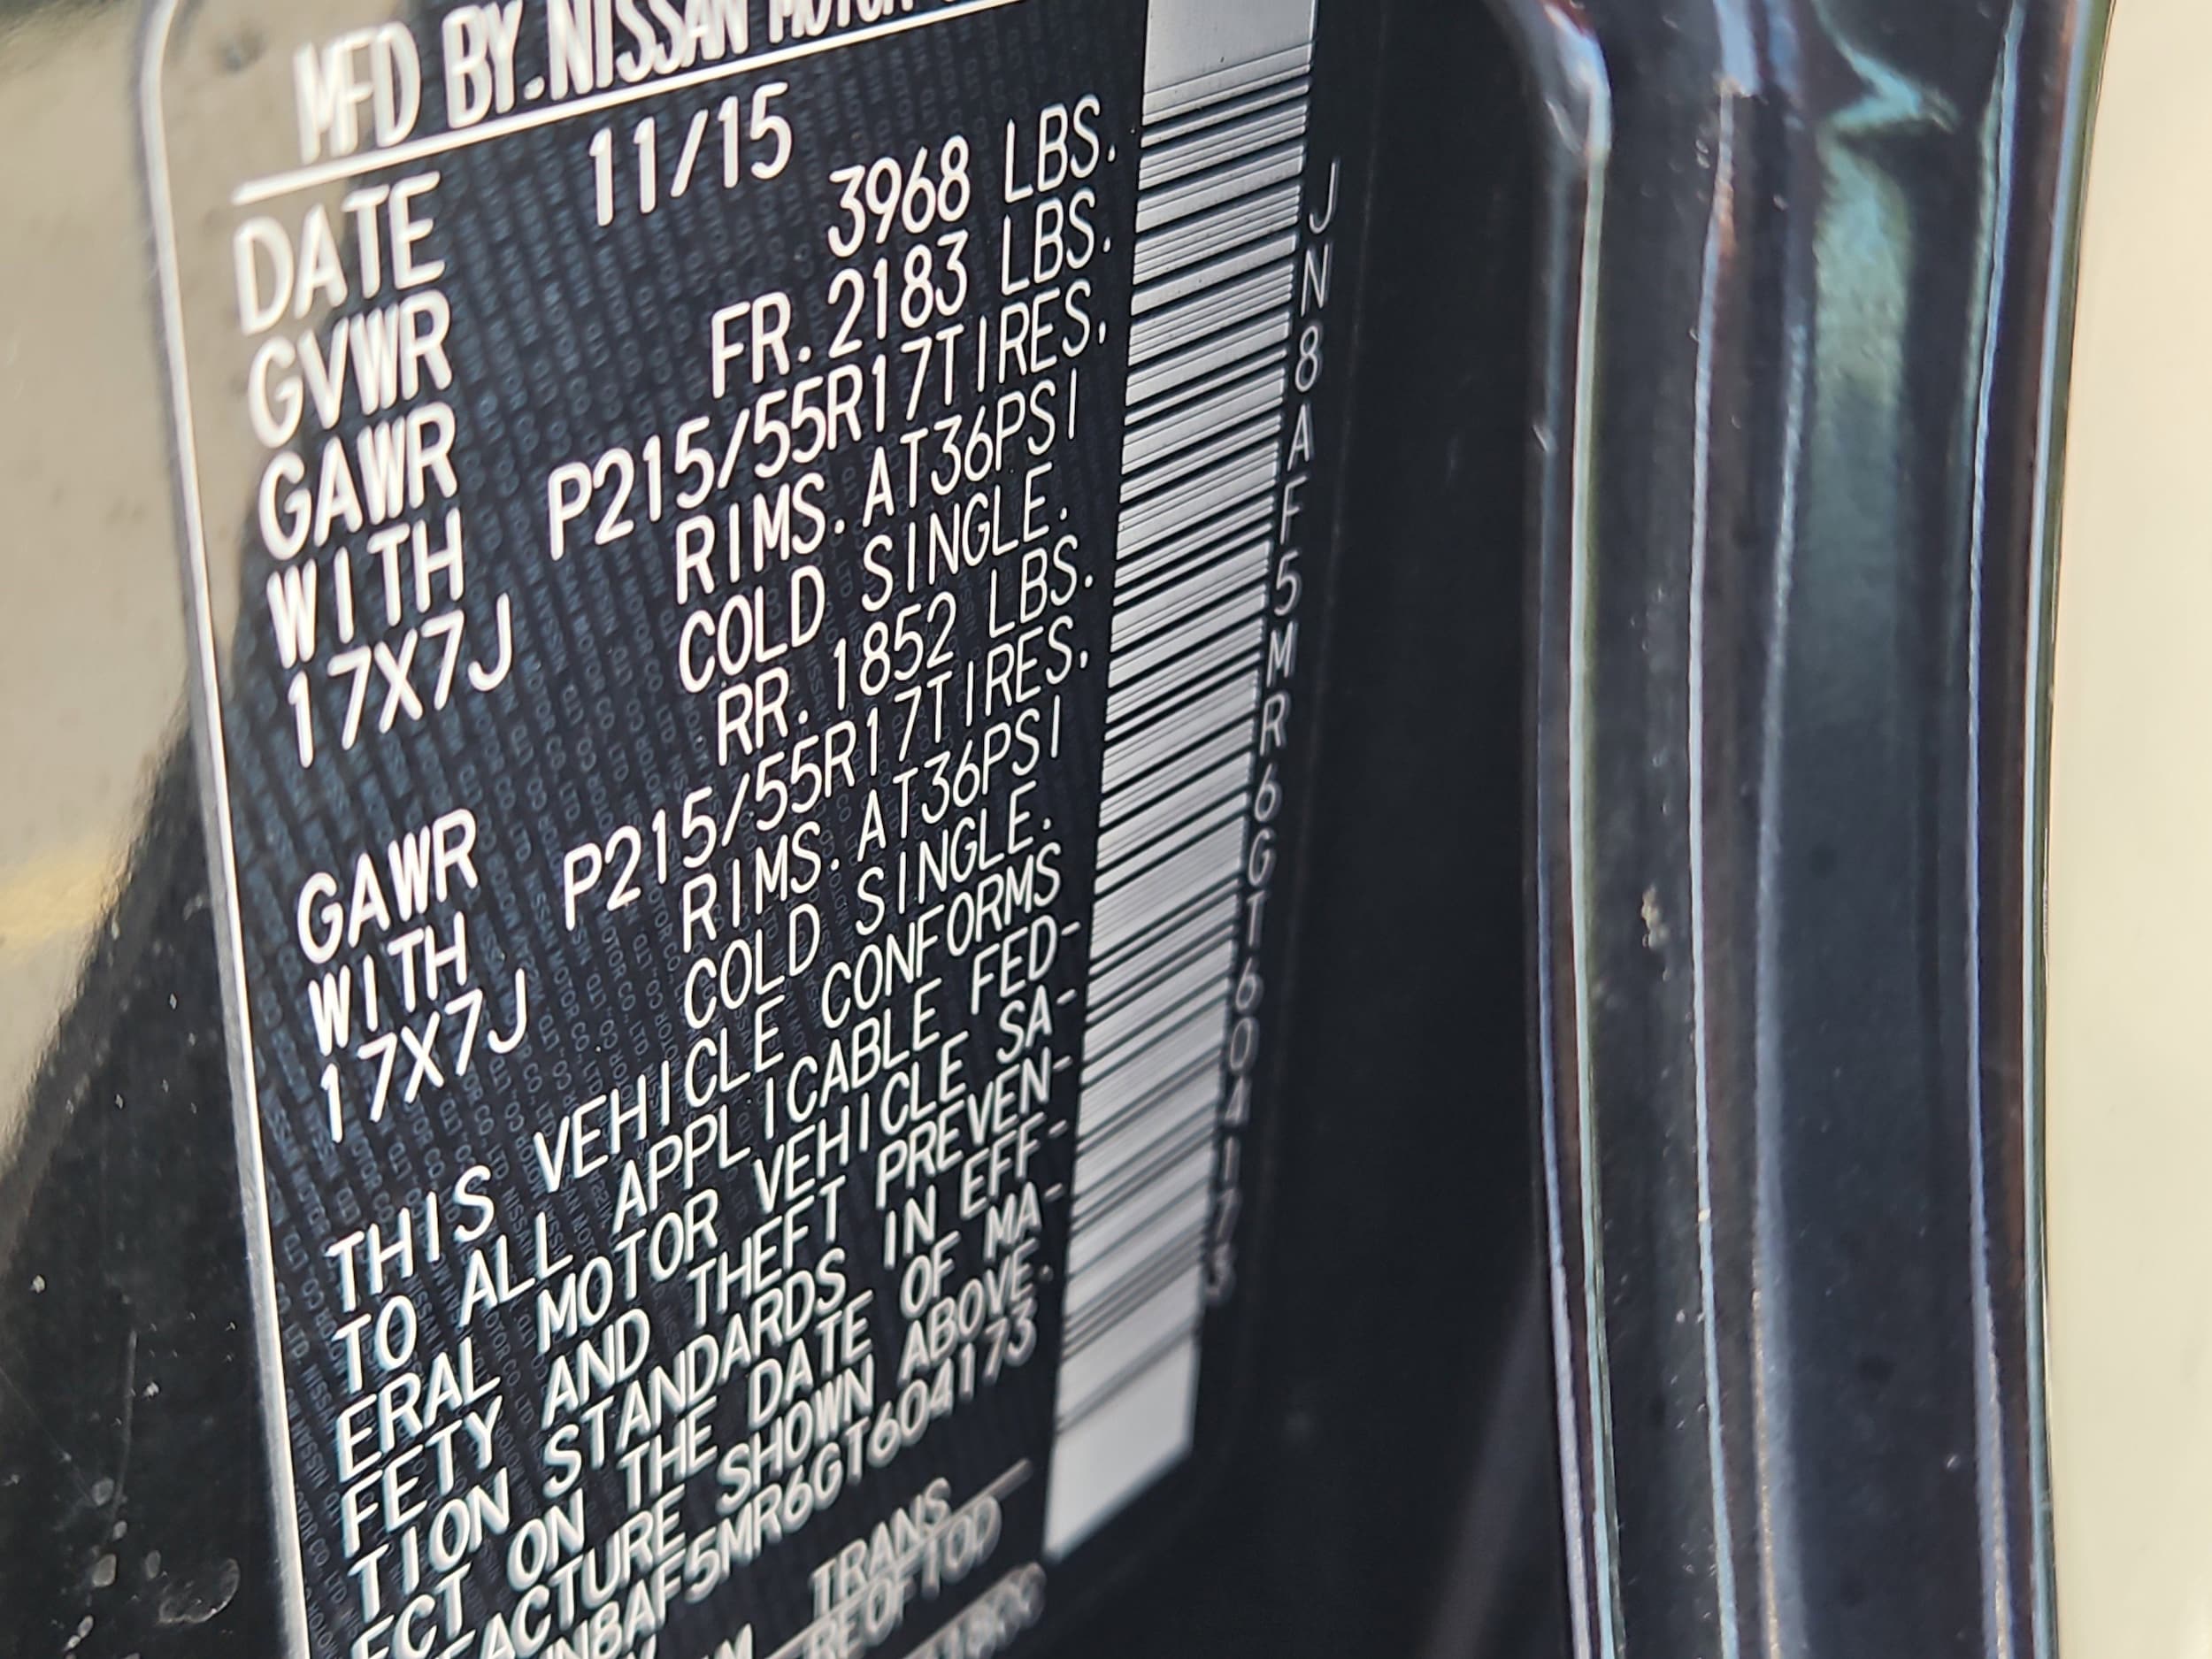 MFD BY.NISSAN MOTOR
DATE 11/15
GVWR 3968 LBS.
GAWR FR. 2183 LBS.
WITH P215/55R17TIRES,
17X7J RIMS. AT36PSI
COLD SINGLE.
GAWR RR. 1852 LBS.
WITH P215/55R17TIRES,
17X7J RIMS. AT36PSI
COLD SINGLE.
THIS VEHICLE CONFORMS
TO ALL APPLICABLE FED-
ERAL MOTOR VEHICLE SA-
FETY AND THEFT PREVEN-
TION STANDARDS IN EFF-
ECT ON THE DATE OF MA-
FACTURE SHOWN ABOVE.
JN8AF5MR6GT604173
TRANS
JN8AF5MR6GT604173